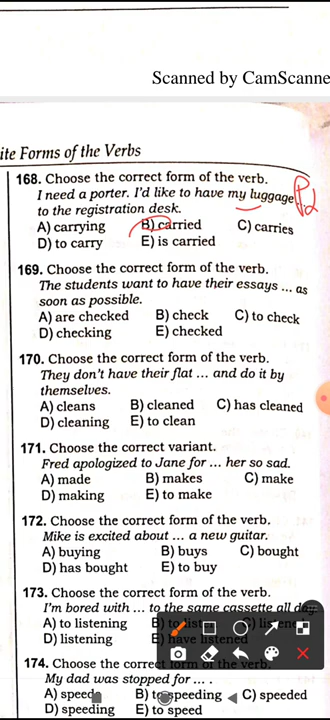 Scanned by CamScanne
ite Forms of the Verbs
168. Choose the correct form of the verb.
I need a porter. I'd like to have my luggage
to the registration desk.
A) carrying B) carried C) carries
D) to carry E) is carried
169. Choose the correct form of the verb.
The students want to have their essays ... as
soon as possible.
A) are checked B) check C) to check
D) checking E) checked
170. Choose the correct form of the verb.
They don't have their flat ... and do it by
themselves.
A) cleans B) cleaned C) has cleaned
D) cleaning E) to clean
171. Choose the correct variant.
Fred apologized to Jane for ... her so sad.
A) made B) makes C) make
D) making E) to make
172. Choose the correct form of the verb.
Mike is excited about ... a new guitar.
A) buying B) buys C) bought
D) has bought E) to buy
173. Choose the correct form of the verb.
I'm bored with ... to the same cassette all day.
A) to listening B) to list C) listened
D) listening E) have listened
174. Choose the correct form of the verb.
My dad was stopped for ... .
A) speed B) to speeding C) speeded
D) speeding E) to speed